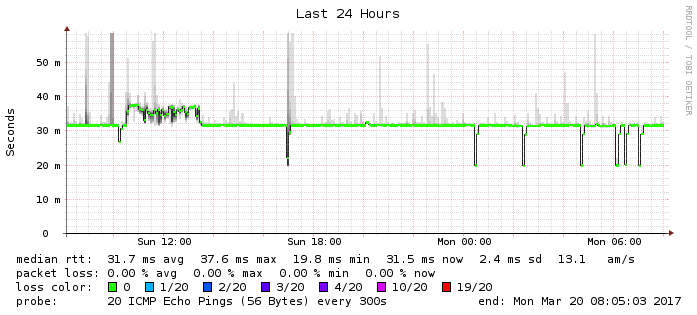 Last 24 Hours
RRDTOOL / TOBI OETIKER
Seconds
50 m
40 m
30 m
20 m
10 m
0
Sun 12:00 Sun 18:00 Mon 00:00 Mon 06:00
median rtt: 31.7 ms avg 37.6 ms max 19.8 ms min 31.5 ms now 2.4 ms sd 13.1 am/s
packet loss: 0.00 % avg 0.00 % max 0.00 % min 0.00 % now
loss color: 0 1/20 2/20 3/20 4/20 10/20 19/20
probe: 20 ICMP Echo Pings (56 Bytes) every 300s end: Mon Mar 20 08:05:03 2017